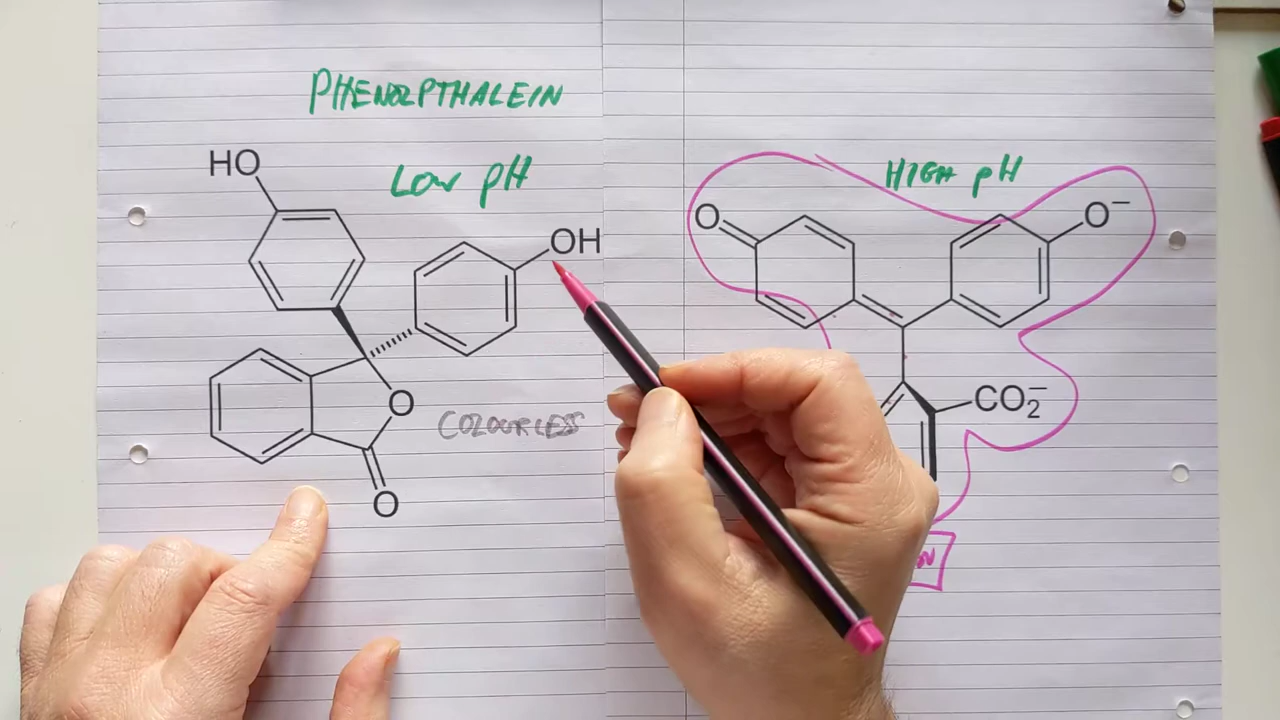 PHENOLPTHALEIN
LOW pH
HIGH pH
HO
OH
O
O
COLOURLESS
O
O⁻
CO₂⁻